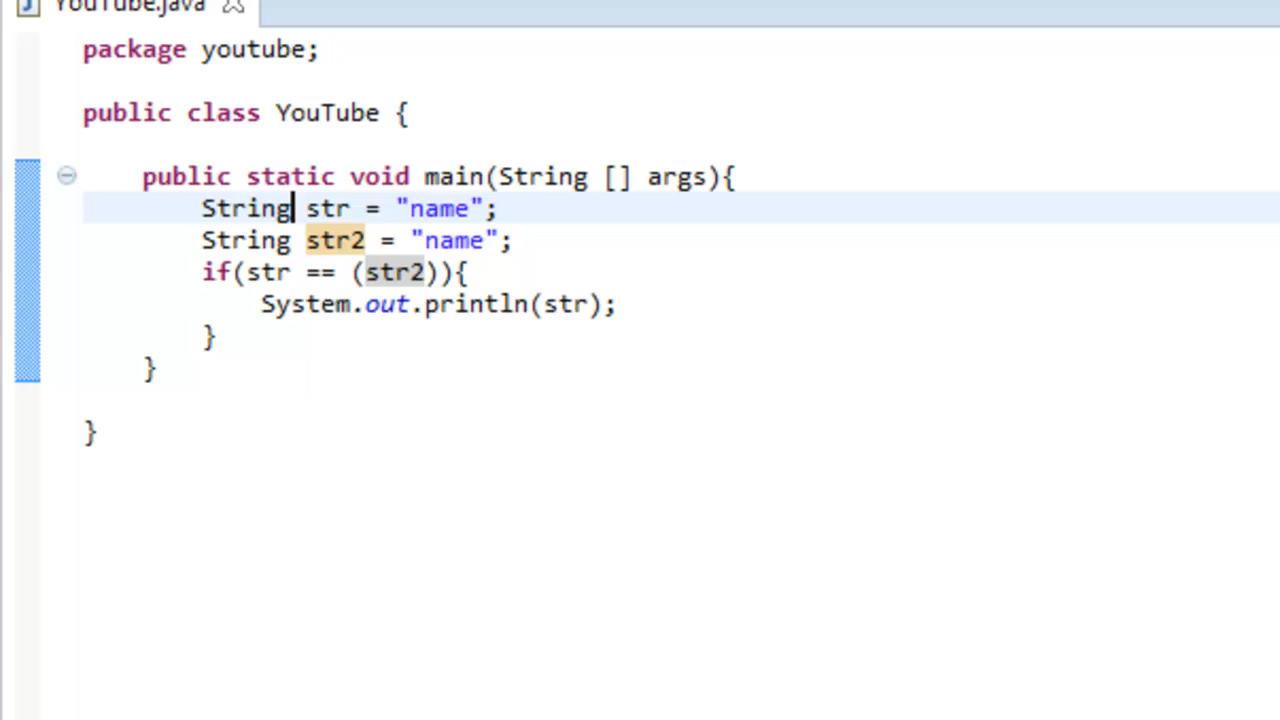 YouTube.java
package youtube;
public class YouTube {
public static void main(String [] args){
String str = "name";
String str2 = "name";
if(str == (str2)){
System.out.println(str);
}
}
}